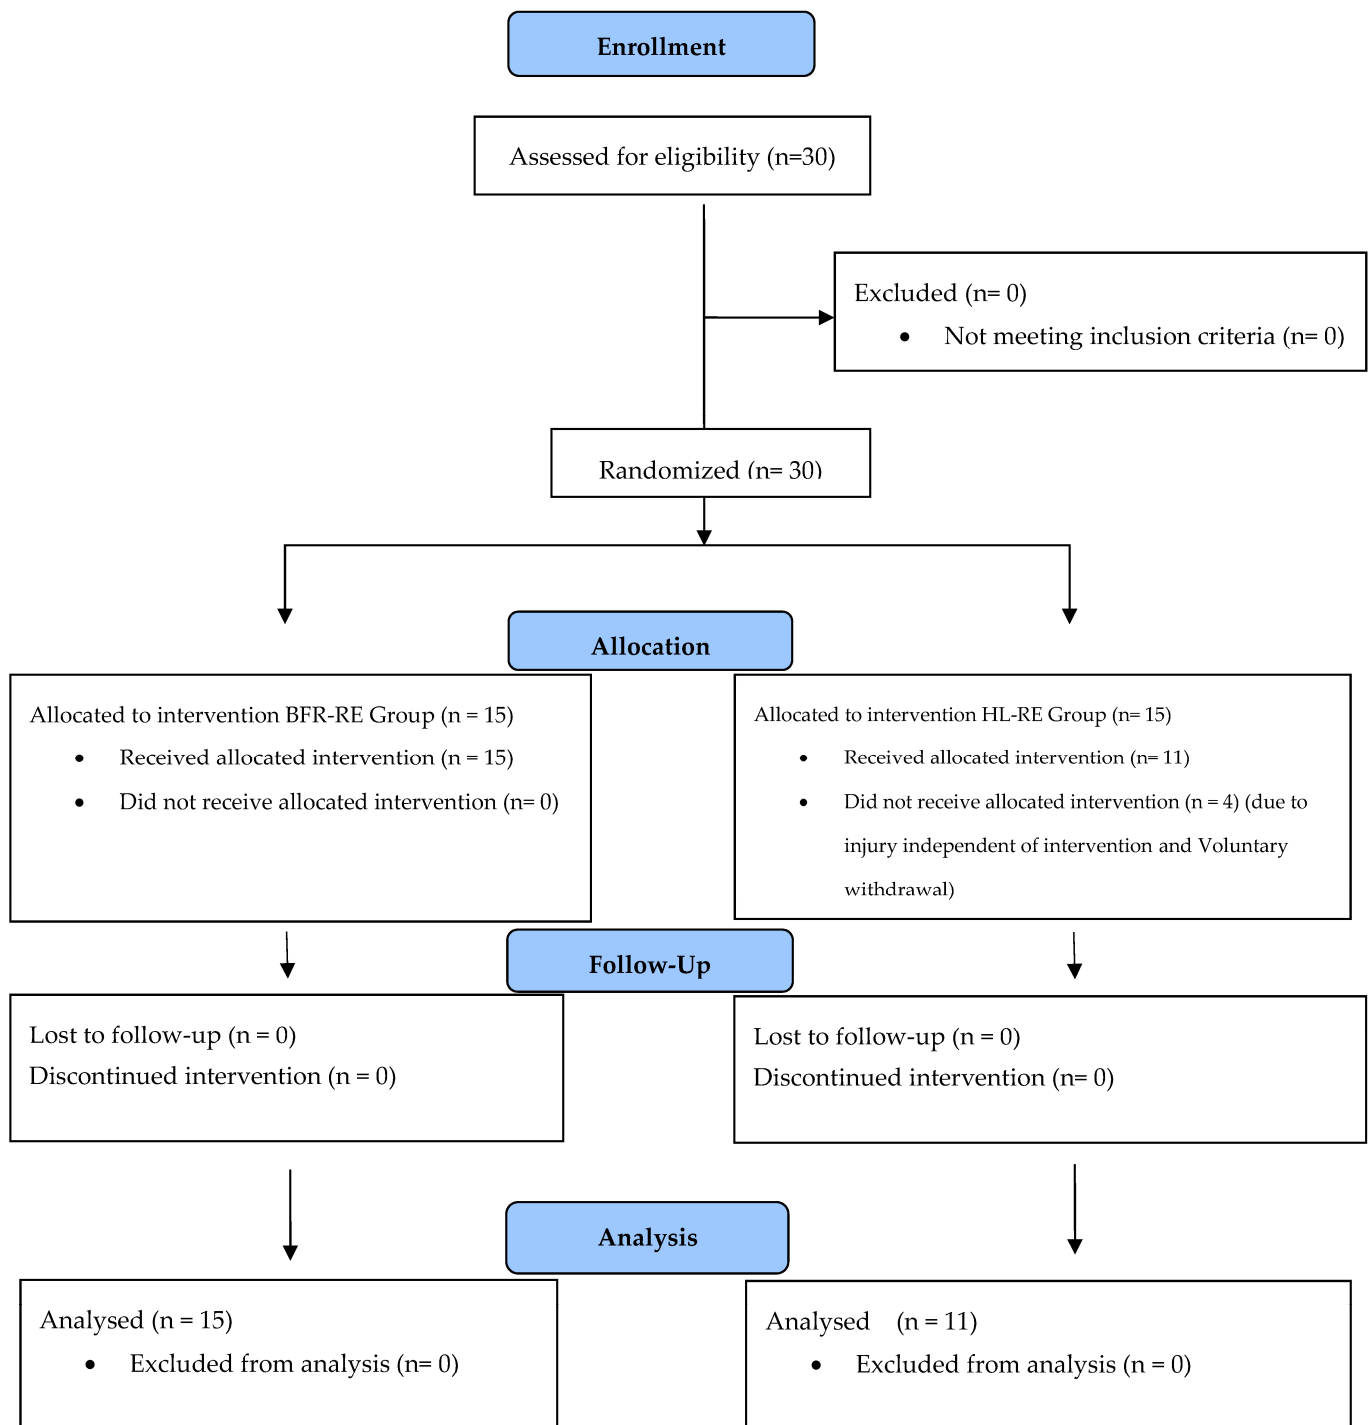 Enrollment
Assessed for eligibility (n=30)
Excluded (n= 0)
• Not meeting inclusion criteria (n= 0)
Randomized (n= 30)
Allocation
Allocated to intervention BFR-RE Group (n = 15)
• Received allocated intervention (n = 15)
• Did not receive allocated intervention (n= 0)
Allocated to intervention HL-RE Group (n= 15)
• Received allocated intervention (n= 11)
• Did not receive allocated intervention (n = 4) (due to
injury independent of intervention and Voluntary
withdrawal)
Follow-Up
Lost to follow-up (n = 0)
Discontinued intervention (n = 0)
Lost to follow-up (n = 0)
Discontinued intervention (n= 0)
Analysis
Analysed (n = 15)
• Excluded from analysis (n= 0)
Analysed (n = 11)
• Excluded from analysis (n = 0)